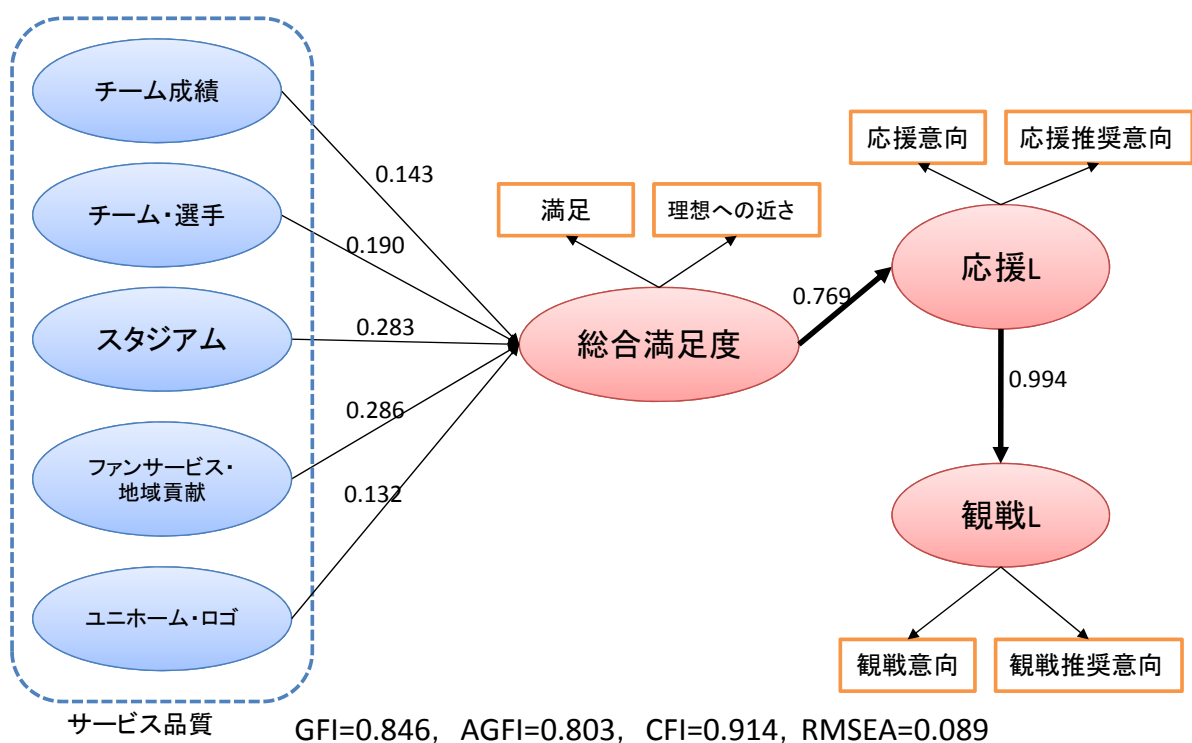 チーム成績
チーム・選手
スタジアム
ファンサービス・
地域貢献
ユニホーム・ロゴ
サービス品質
0.143
0.190
0.283
0.286
0.132
満足
理想への近さ
総合満足度
0.769
応援意向
応援推奨意向
応援L
0.994
観戦L
観戦意向
観戦推奨意向
GFI=0.846, AGFI=0.803, CFI=0.914, RMSEA=0.089